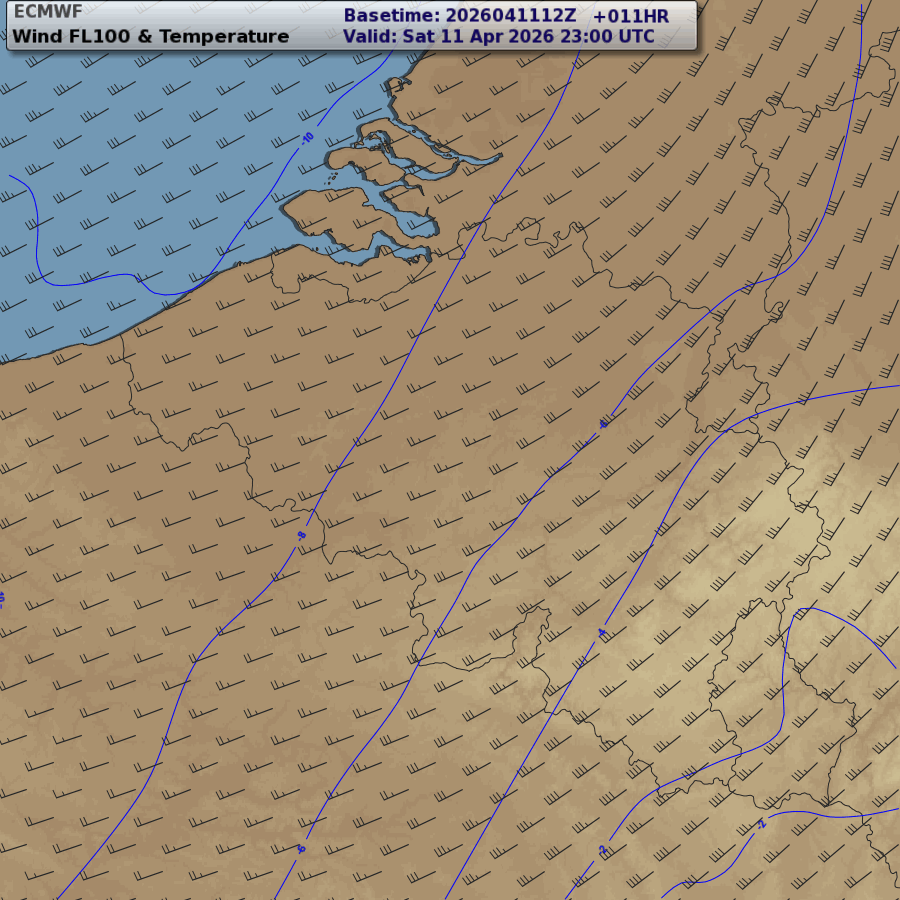 ECMWF
Basetime: 2026041112Z +011HR
Wind FL100 & Temperature
Valid: Sat 11 Apr 2026 23:00 UTC
-10
-6
-8
-10
-4
-2
-6
-2